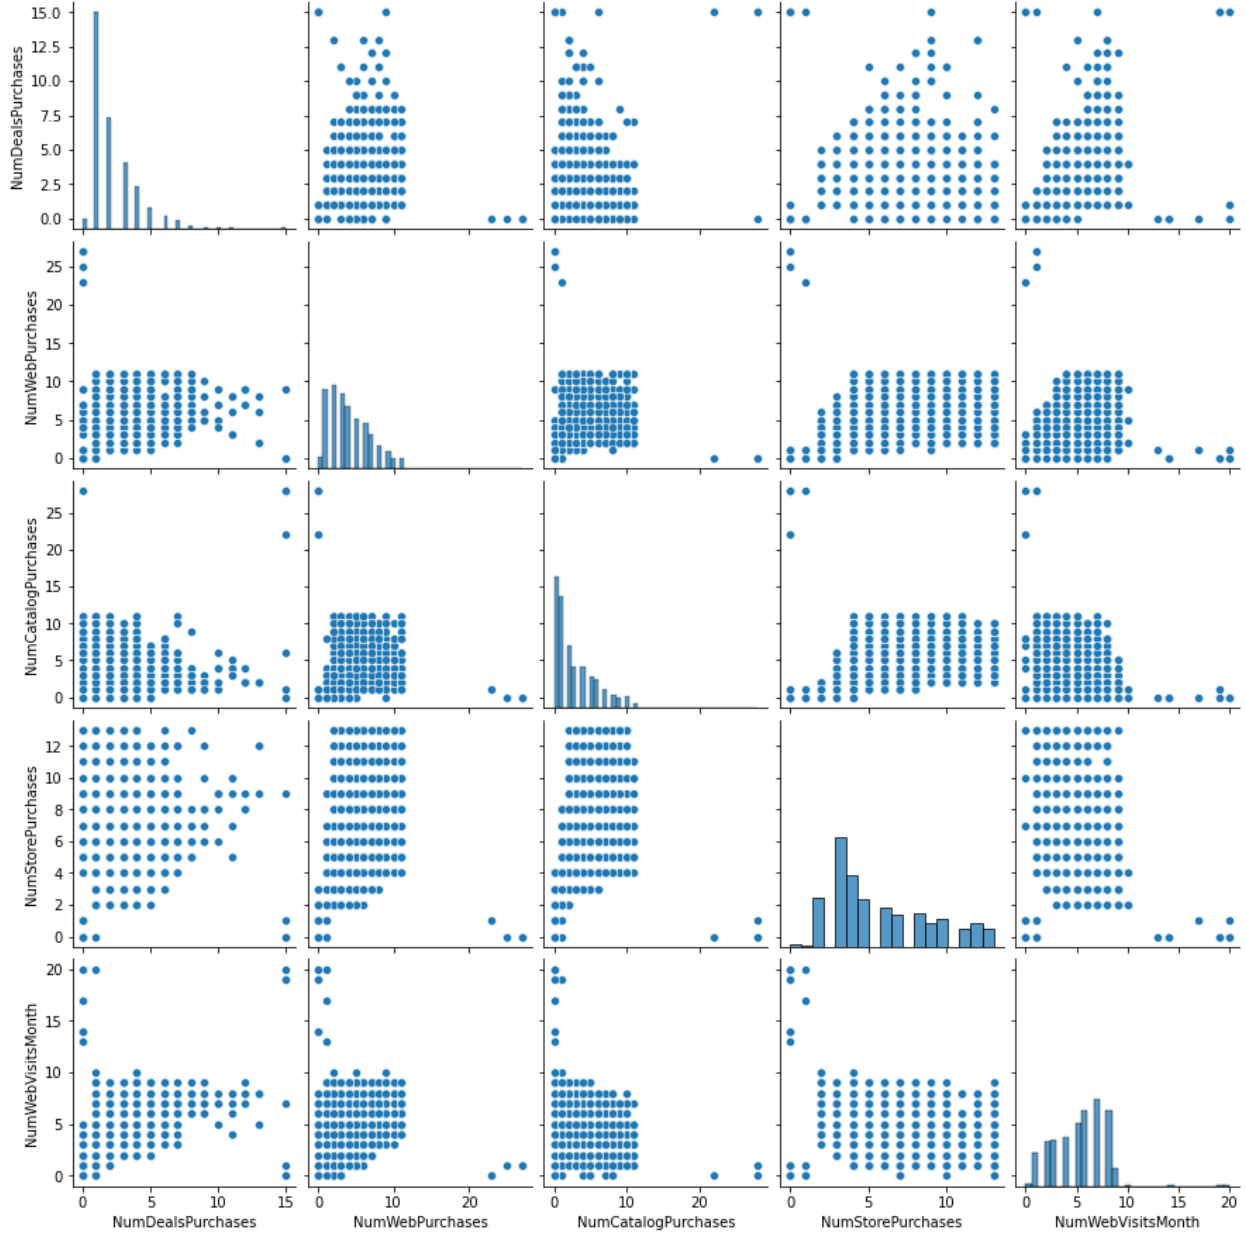 15.0
12.5
10.0
7.5
5.0
2.5
0.0
NumDealsPurchases
25
20
15
10
5
0
NumWebPurchases
25
20
15
10
5
0
NumCatalogPurchases
12
10
8
6
4
2
0
NumStorePurchases
20
15
10
5
0
NumWebVisitsMonth
0 5 10 15
NumDealsPurchases
0 10 20
NumWebPurchases
0 10 20
NumCatalogPurchases
0 5 10
NumStorePurchases
0 5 10 15 20
NumWebVisitsMonth